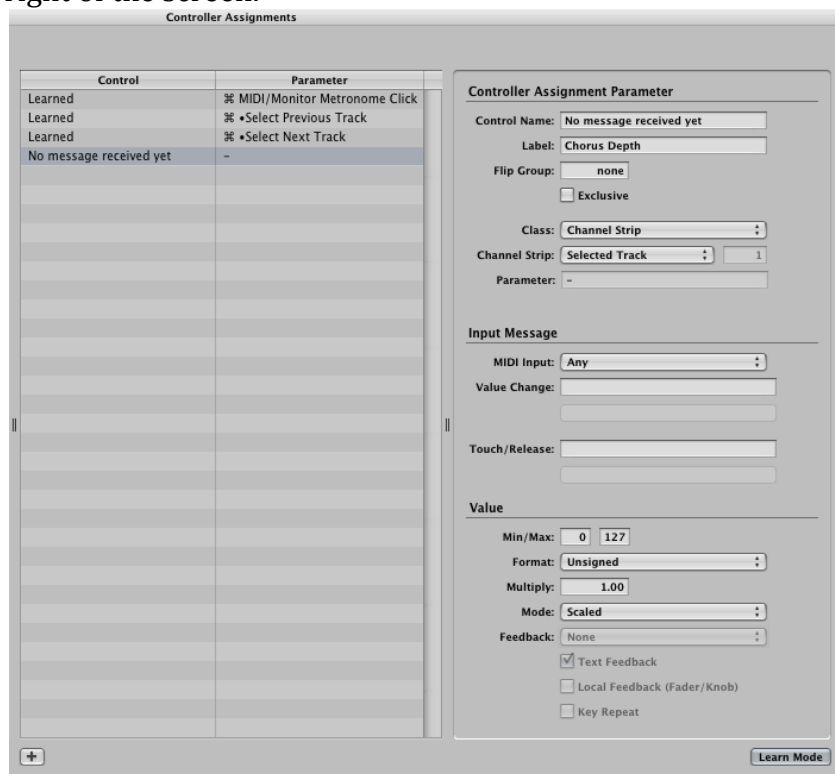 right of the screen.
Controller Assignments
Control Parameter
Learned ⌘ MIDI/Monitor Metronome Click
Learned ⌘ •Select Previous Track
Learned ⌘ •Select Next Track
No message received yet –
Controller Assignment Parameter
Control Name: No message received yet
Label: Chorus Depth
Flip Group: none
Exclusive
Class: Channel Strip
Channel Strip: Selected Track 1
Parameter: –
Input Message
MIDI Input: Any
Value Change:
Touch/Release:
Value
Min/Max: 0 127
Format: Unsigned
Multiply: 1.00
Mode: Scaled
Feedback: None
Text Feedback
Local Feedback (Fader/Knob)
Key Repeat
+ Learn Mode